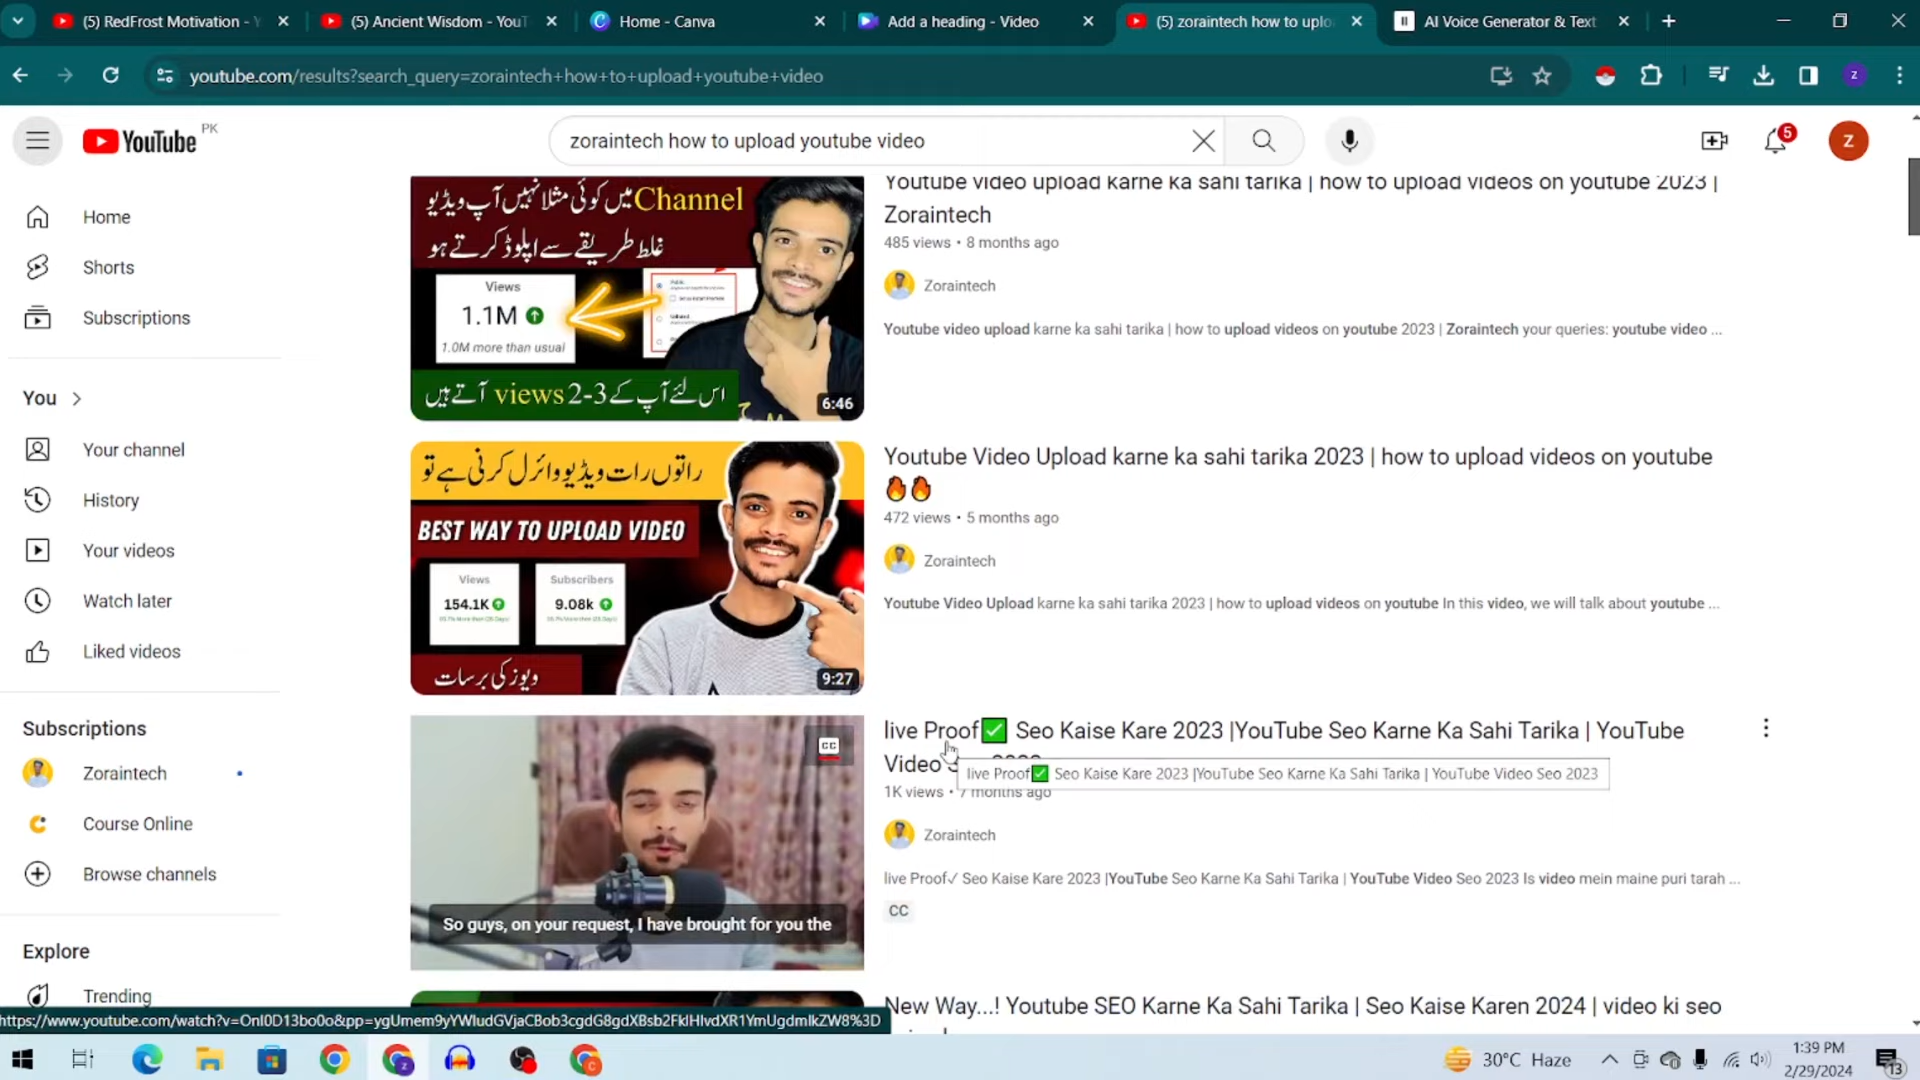 (5) RedFrost Motivation - Y
(5) Ancient Wisdom - YouT
Home - Canva
Add a heading - Video
(5) zoraintech how to uplo
AI Voice Generator & Text
youtube.com/results?search_query=zoraintech+how+to+upload+youtube+video
z
YouTube PK
zoraintech how to upload youtube video
5
Z
Home
Shorts
Subscriptions
You
Your channel
History
Your videos
Watch later
Liked videos
Subscriptions
Zoraintech
Course Online
Browse channels
Explore
Trending
Channel میں کوئی مثلا نہیں آپ ویڈیو
غلط طریقے سے اپلوڈ کرتے ہو
Views
1.1M
1.0M more than usual
اس لئے آپ کے 3-2 views آتے ہیں
6:46
Youtube video upload karne ka sahi tarika | how to upload videos on youtube 2023 |
Zoraintech
485 views • 8 months ago
Zoraintech
Youtube video upload karne ka sahi tarika | how to upload videos on youtube 2023 | Zoraintech your queries: youtube video ...
راتوں رات ویڈیو وائرل کرنی ہے تو
BEST WAY TO UPLOAD VIDEO
Views
154.1K
Subscribers
9.08k
ویوز کی برسات
9:27
Youtube Video Upload karne ka sahi tarika 2023 | how to upload videos on youtube
🔥🔥
472 views • 5 months ago
Zoraintech
Youtube Video Upload karne ka sahi tarika 2023 | how to upload videos on youtube In this video, we will talk about youtube ...
CC
So guys, on your request, I have brought for you the
live Proof✅ Seo Kaise Kare 2023 |YouTube Seo Karne Ka Sahi Tarika | YouTube
Video
live Proof✅ Seo Kaise Kare 2023 |YouTube Seo Karne Ka Sahi Tarika | YouTube Video Seo 2023
1K views • 7 months ago
Zoraintech
live Proof✓ Seo Kaise Kare 2023 |YouTube Seo Karne Ka Sahi Tarika | YouTube Video Seo 2023 Is video mein maine puri tarah ...
CC
New Way...! Youtube SEO Karne Ka Sahi Tarika | Seo Kaise Karen 2024 | video ki seo
30°C Haze
1:39 PM
2/29/2024
13